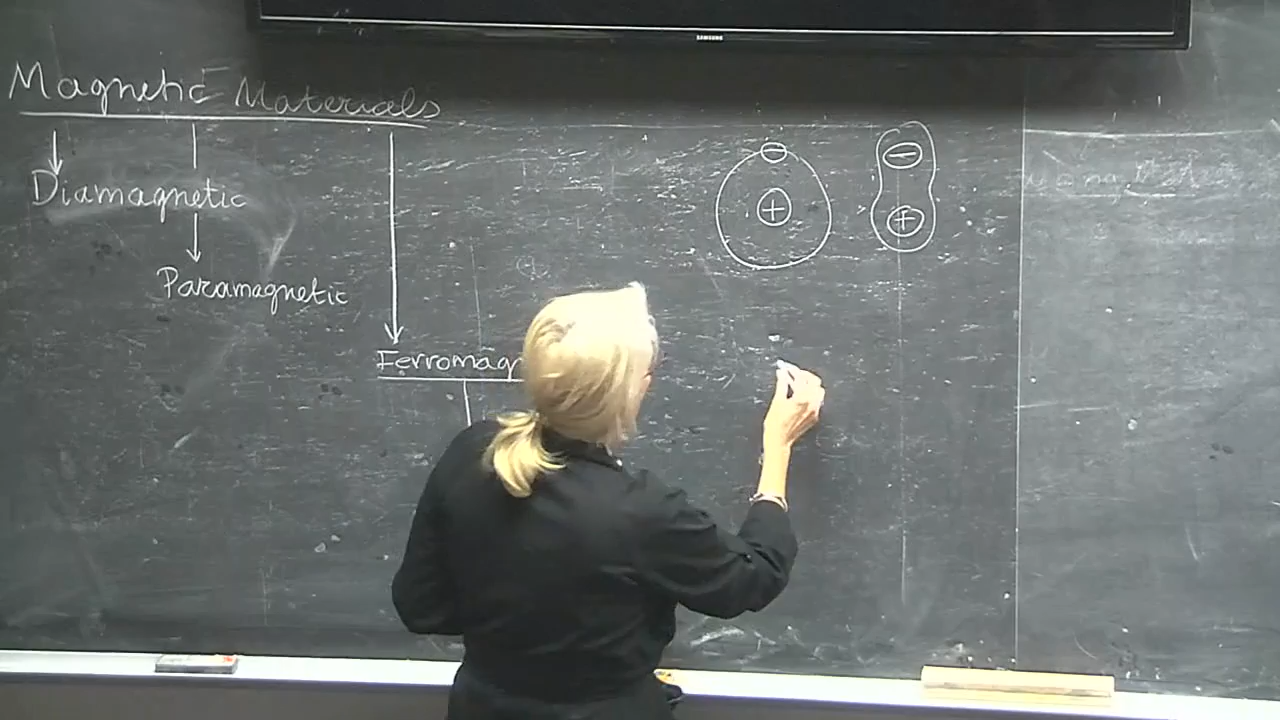 SAMSUNG
Magnetic Materials
Diamagnetic
Paramagnetic
Ferromag
−
+
−
+